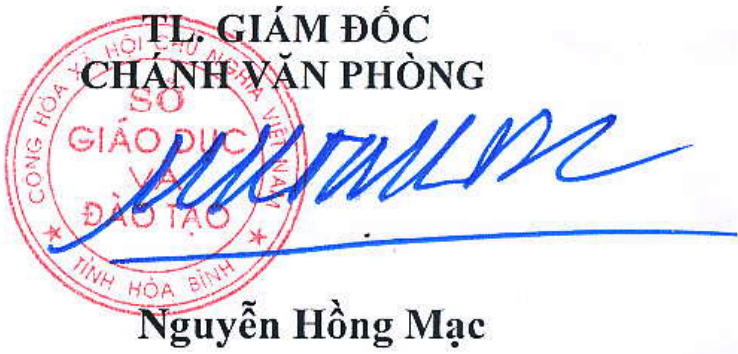 TL. GIÁM ĐỐC
CHÁNH VĂN PHÒNG
CỘNG HÒA XÃ HỘI CHỦ NGHĨA VIỆT NAM
SỞ
GIÁO DỤC
VÀ
ĐÀO TẠO
TỈNH HÒA BÌNH
Nguyễn Hồng Mạc